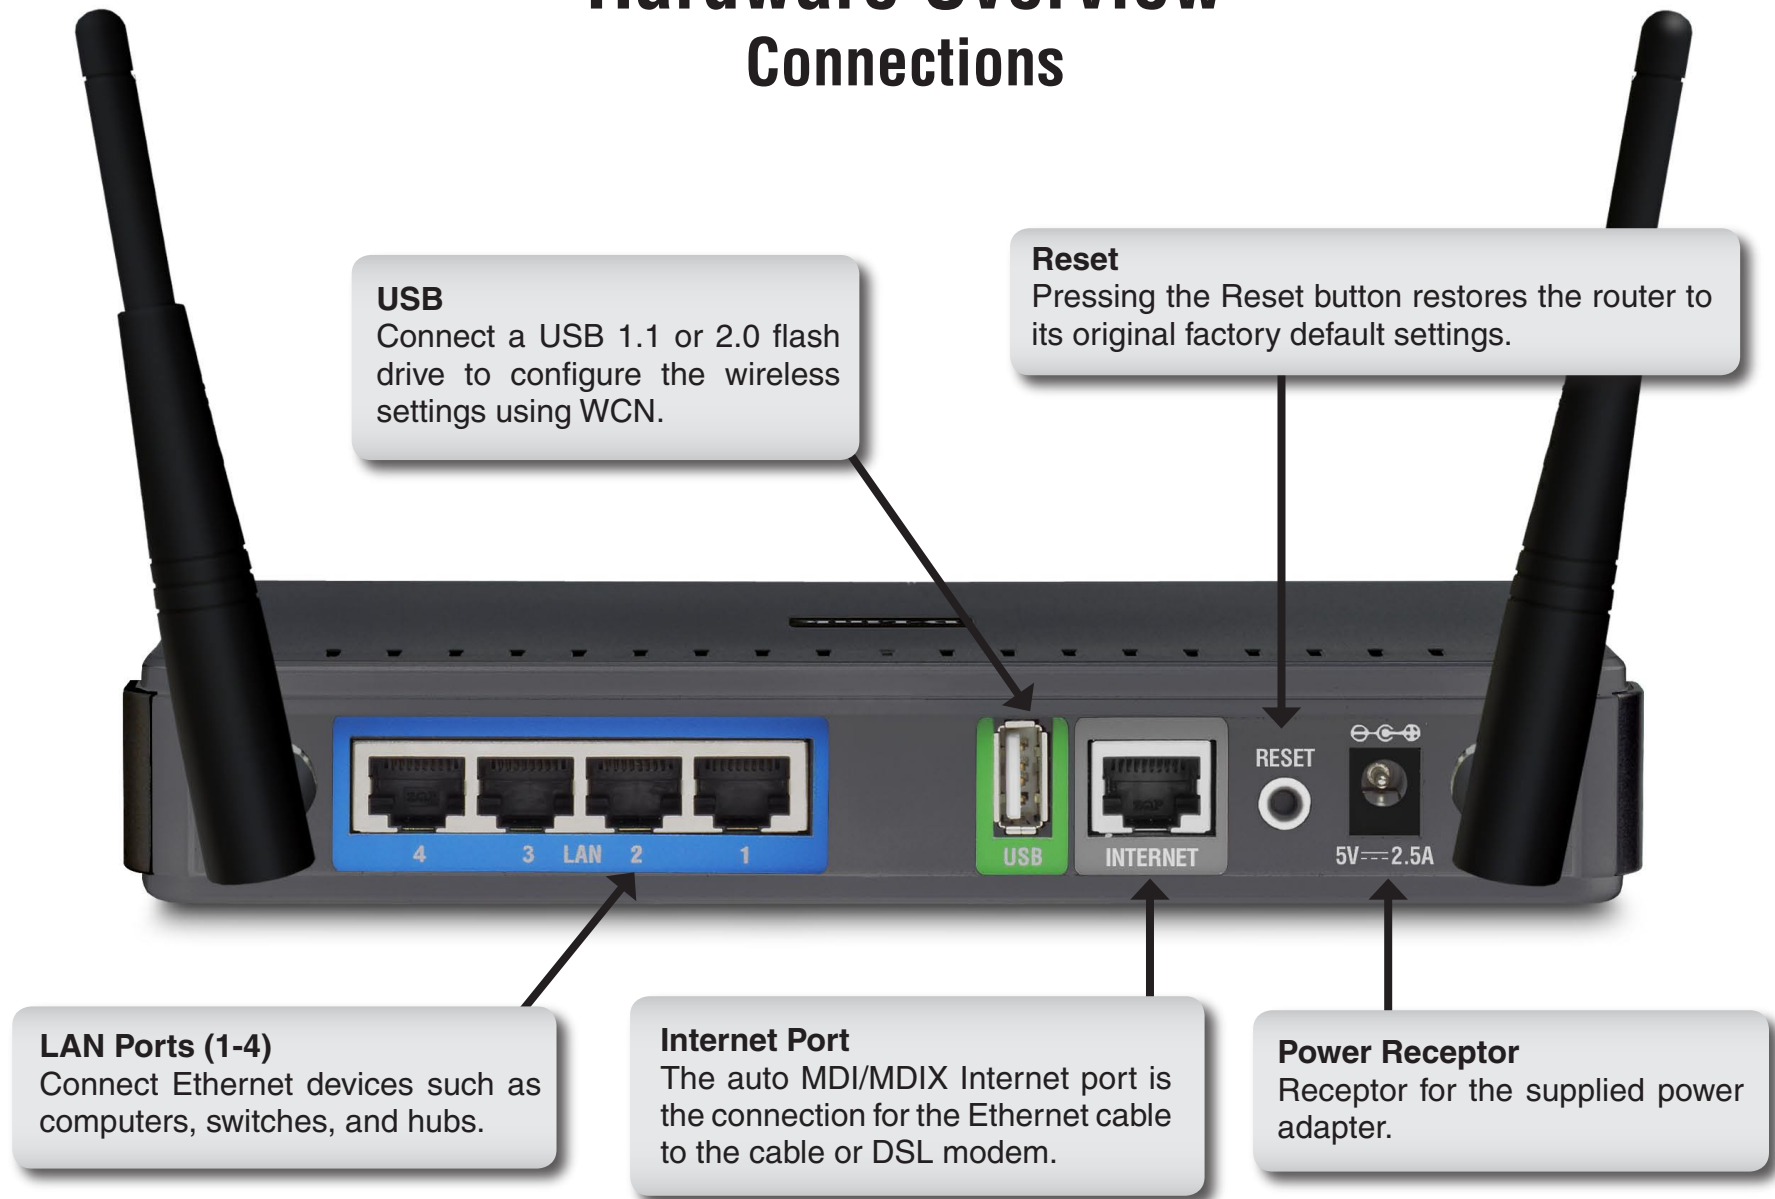 Hardware Overview
Connections
USB
Connect a USB 1.1 or 2.0 flash
drive to configure the wireless
settings using WCN.
Reset
Pressing the Reset button restores the router to
its original factory default settings.
RESET
4 3 LAN 2 1
USB
INTERNET
5V 2.5A
LAN Ports (1-4)
Connect Ethernet devices such as
computers, switches, and hubs.
Internet Port
The auto MDI/MDIX Internet port is
the connection for the Ethernet cable
to the cable or DSL modem.
Power Receptor
Receptor for the supplied power
adapter.